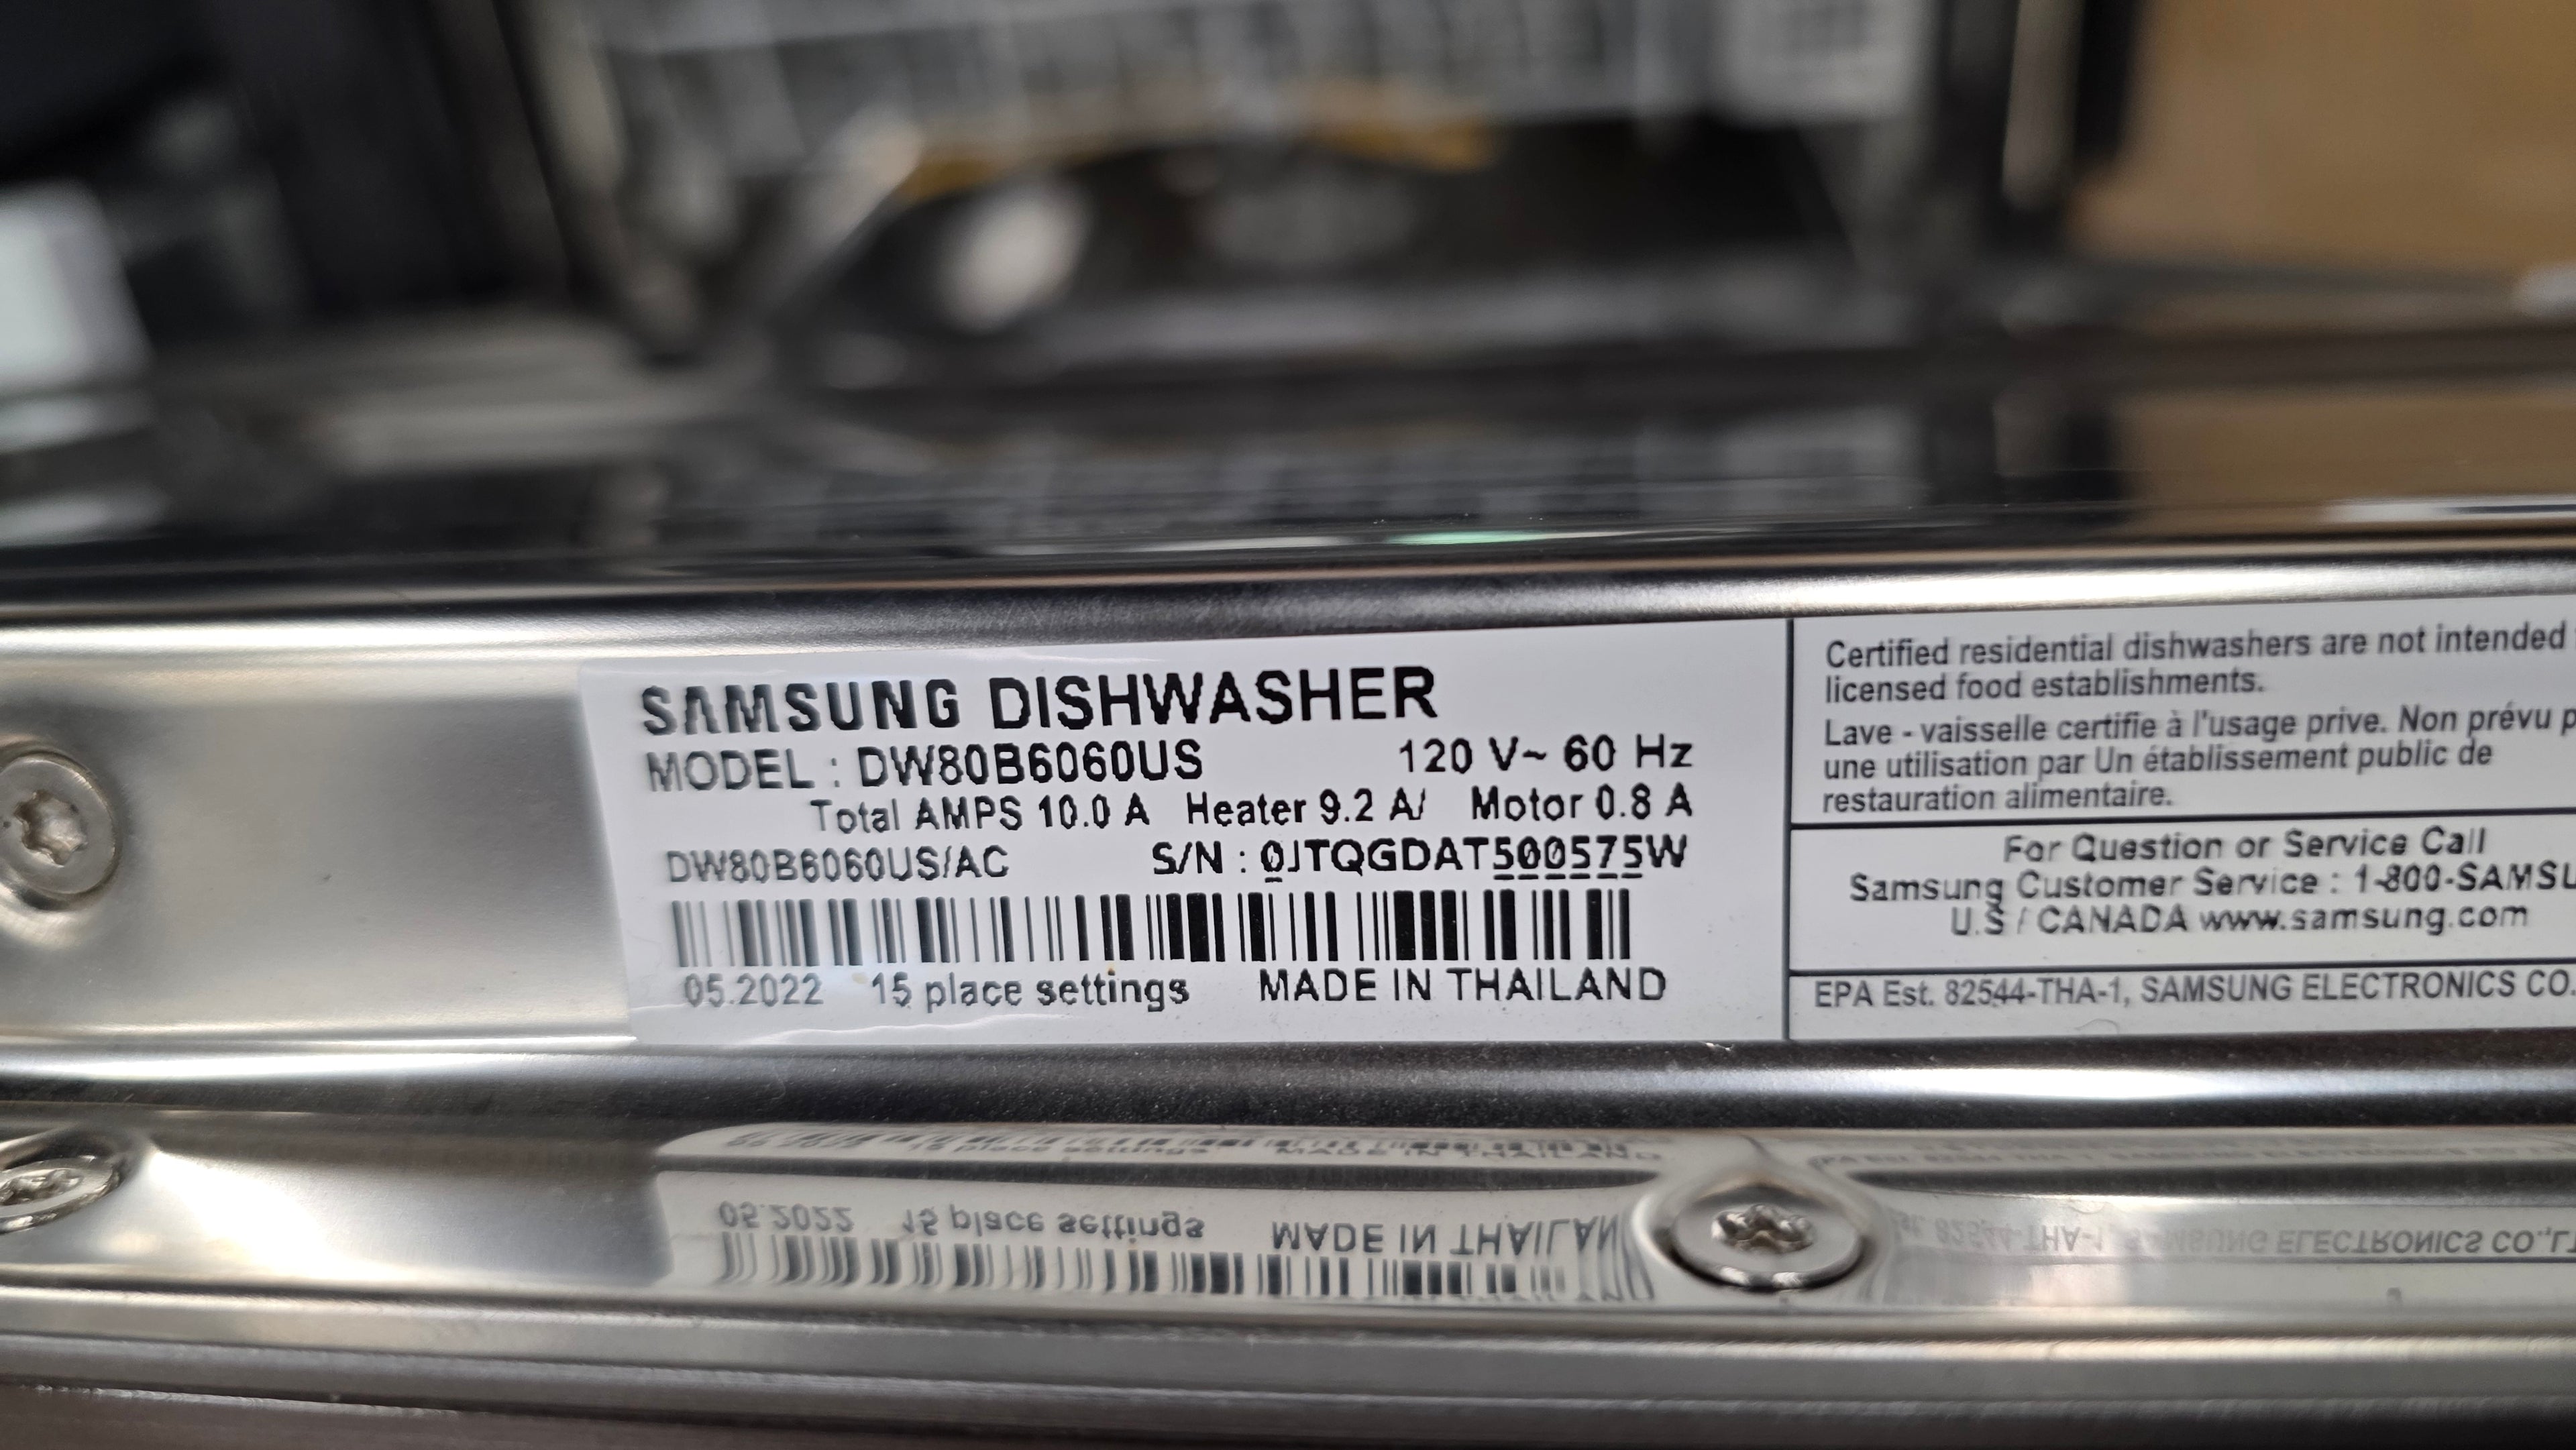 SAMSUNG DISHWASHER
MODEL : DW80B6060US 120 V~ 60 Hz
Total AMPS 10.0 A Heater 9.2 A/ Motor 0.8 A
DW80B6060US/AC S/N : 0JTQGDAT500575W
05.2022 15 place settings MADE IN THAILAND
Certified residential dishwashers are not intended
licensed food establishments.
Lave - vaisselle certifie à l'usage prive. Non prévu p
une utilisation par Un établissement public de
restauration alimentaire.
For Question or Service Call
Samsung Customer Service : 1-800-SAMSU
U.S / CANADA www.samsung.com
EPA Est. 82544-THA-1, SAMSUNG ELECTRONICS CO.